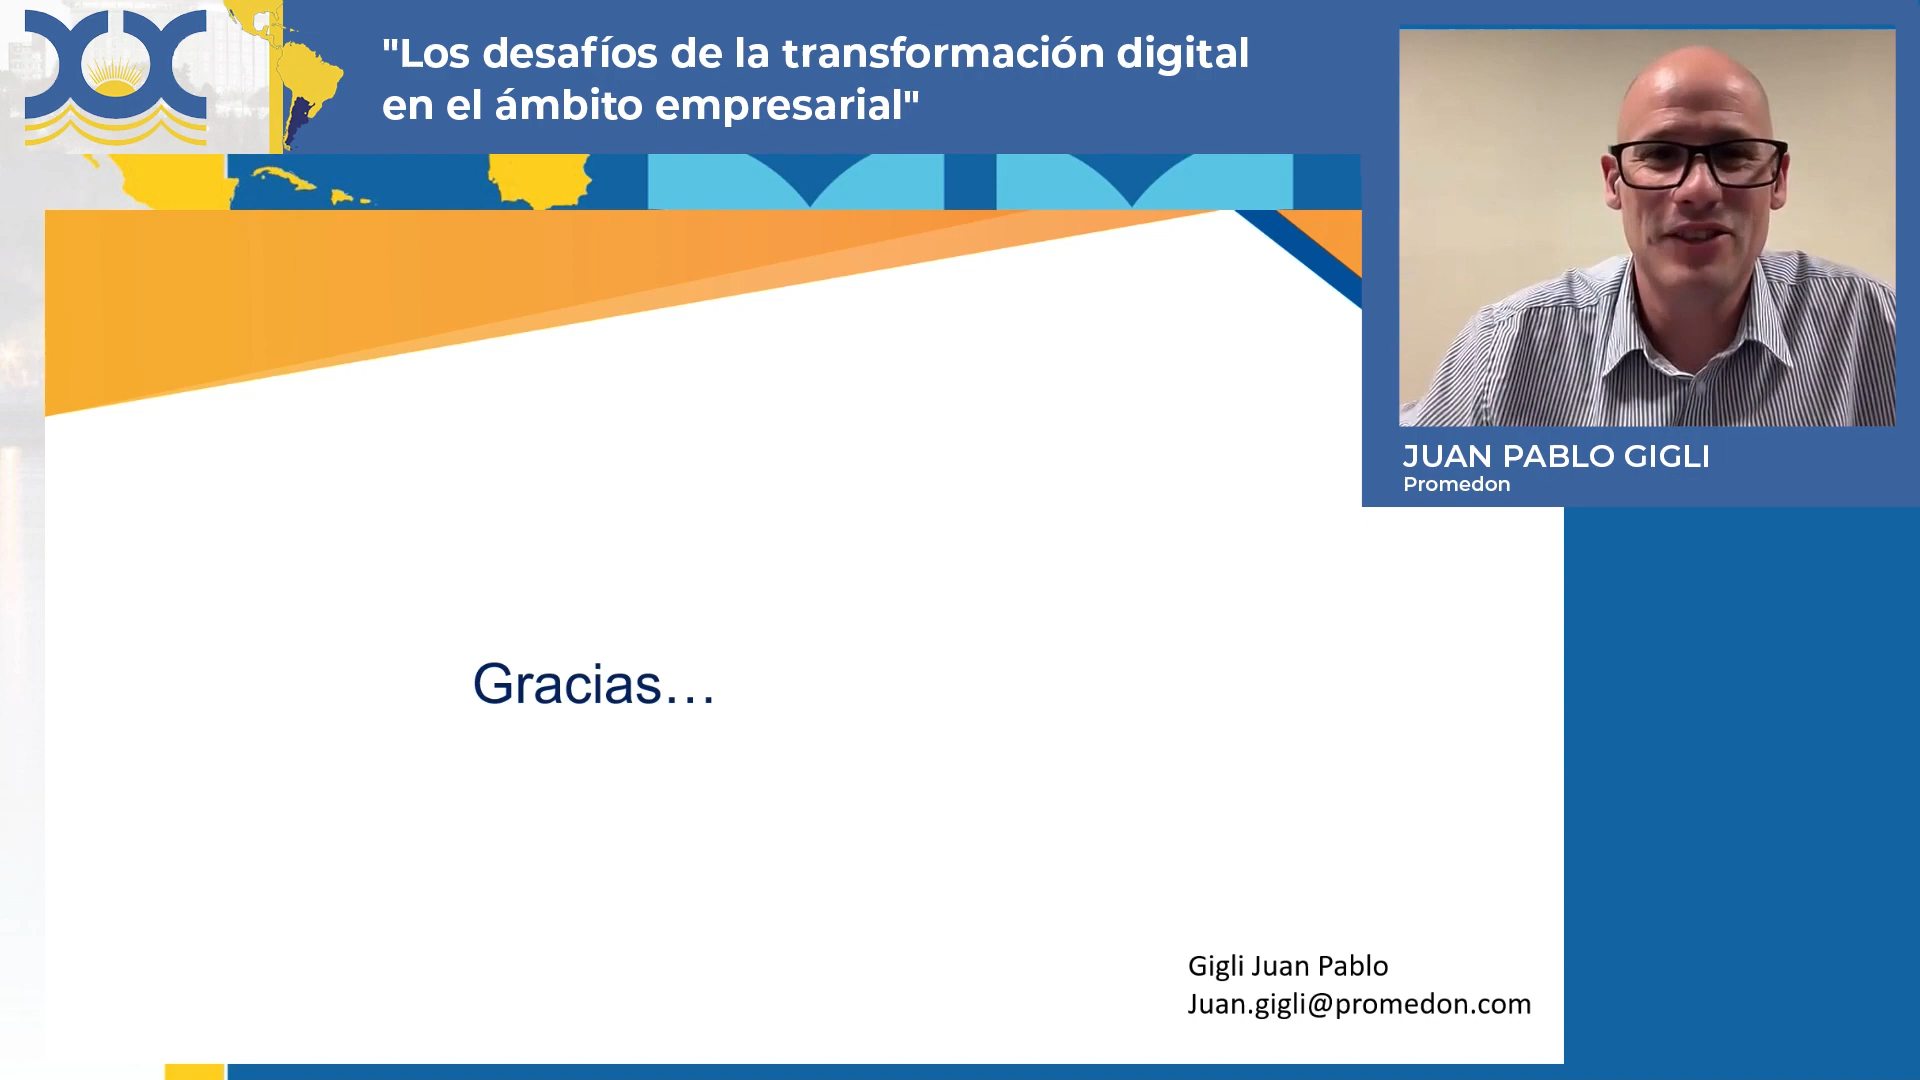 "Los desafíos de la transformación digital
en el ámbito empresarial"
JUAN PABLO GIGLI
Promedon
Gracias...
Gigli Juan Pablo
Juan.gigli@promedon.com